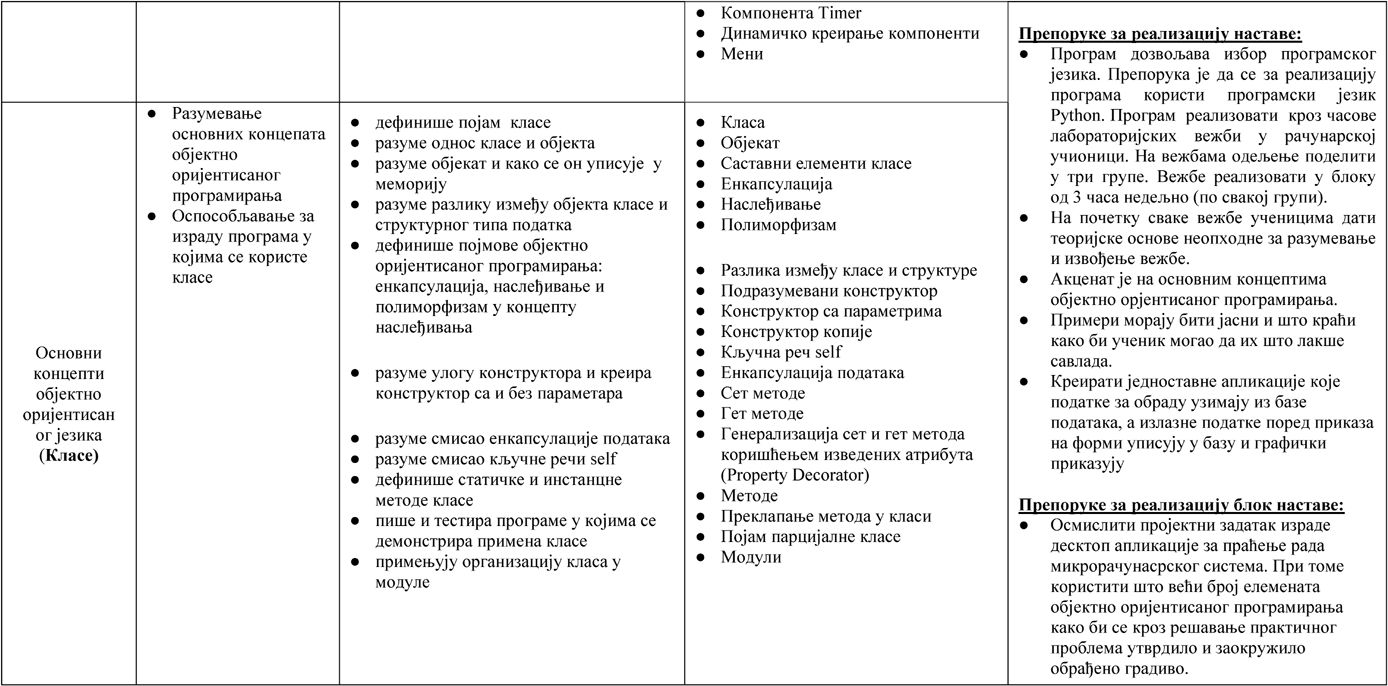 ● Компонента Timer
● Динамичко креирање компоненти
● Мени
Основни
концепти
објектно
оријентисан
ог језика
(Класе)
● Разумевање
основних концепата
објектно
оријентисаног
програмирања
● Оспособљавање за
израду програма у
којима се користе
класе
● дефинише појам класе
● разуме однос класе и објекта
● разуме објекат и како се он уписује у
меморију
● разуме разлику између објекта класе и
структурног типа податка
● дефинише појмове објектно
оријентисаног програмирања:
енкапсулација, наслеђивање и
полиморфизам у концепту
наслеђивања
● разуме улогу конструктора и креира
конструктор са и без параметара
● разуме смисао енкапсулације података
● разуме смисао кључне речи self
● дефинише статичке и инстанцне
методе класе
● пише и тестира програме у којима се
демонстрира примена класе
● примењују организацију класа у
модуле
● Класа
● Објекат
● Саставни елементи класе
● Енкапсулација
● Наслеђивање
● Полиморфизам
● Разлика између класе и структуре
● Подразумевани конструктор
● Конструктор са параметрима
● Конструктор копије
● Кључна реч self
● Енкапсулација података
● Сет методе
● Гет методе
● Генерализација сет и гет метода
коришћењем изведених атрибута
(Property Decorator)
● Методе
● Преклапање метода у класи
● Појам парцијалне класе
● Модули
Препоруке за реализацију наставе:
● Програм дозвољава избор програмског
језика. Препорука је да се за реализацију
програма користи програмски језик
Python. Програм реализовати кроз часове
лабораторијских вежби у рачунарској
учионици. На вежбама одељење поделити
у три групе. Вежбе реализовати у блоку
од 3 часа недељно (по свакој групи).
● На почетку сваке вежбе ученицима дати
теоријске основе неопходне за разумевање
и извођење вежбе.
● Акценат је на основним концептима
објектно орјентисаног програмирања.
● Примери морају бити јасни и што краћи
како би ученик могао да их што лакше
савлада.
● Креирати једноставне апликације које
податке за обраду узимају из базе
података, а излазне податке поред приказа
на форми уписују у базу и графички
приказују
Препоруке за реализацију блок наставе:
● Осмислити пројектни задатак израде
десктоп апликације за праћење рада
микрорачунасрског система. При томе
користити што већи број елемената
објектно оријентисаног програмирања
како би се кроз решавање практичног
проблема утврдило и заокружило
обрађено градиво.